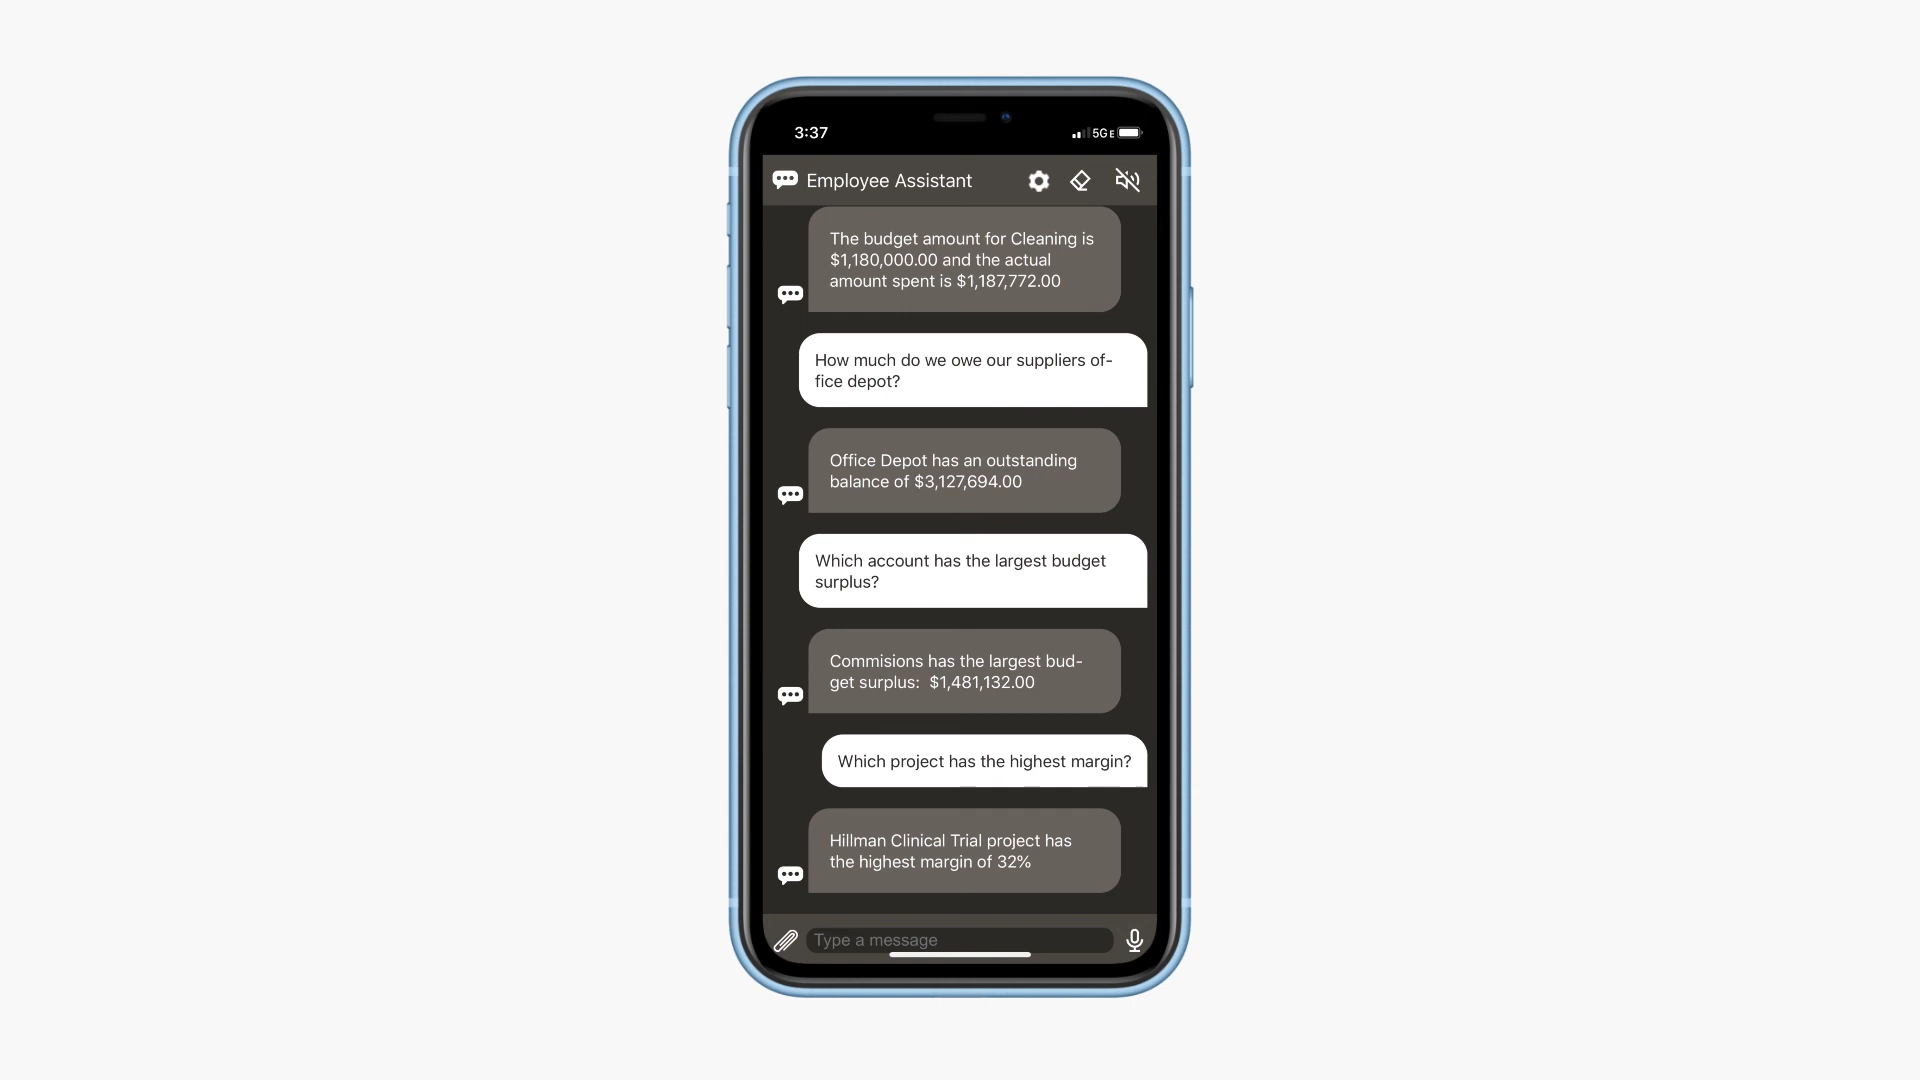 3:37
5GE
Employee Assistant
The budget amount for Cleaning is
$1,180,000.00 and the actual
amount spent is $1,187,772.00
How much do we owe our suppliers of-
fice depot?
Office Depot has an outstanding
balance of $3,127,694.00
Which account has the largest budget
surplus?
Commisions has the largest bud-
get surplus:  $1,481,132.00
Which project has the highest margin?
Hillman Clinical Trial project has
the highest margin of 32%
Type a message